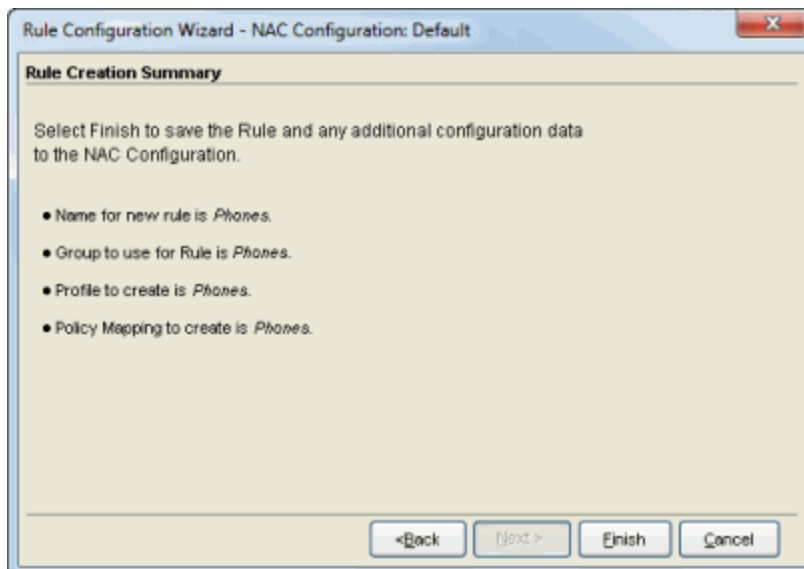 Rule Configuration Wizard - NAC Configuration: Default
Rule Creation Summary
Select Finish to save the Rule and any additional configuration data
to the NAC Configuration.
• Name for new rule is Phones.
• Group to use for Rule is Phones.
• Profile to create is Phones.
• Policy Mapping to create is Phones.
<Back
Next >
Finish
Cancel